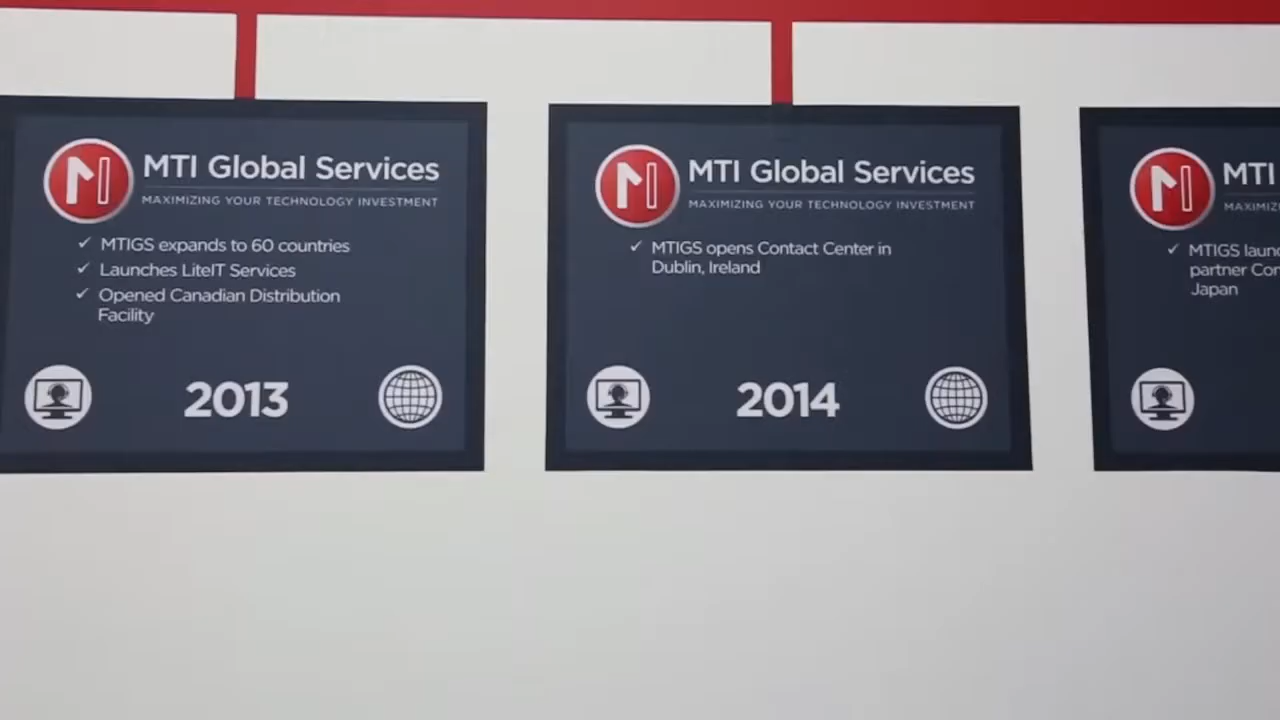 MTI Global Services
MAXIMIZING YOUR TECHNOLOGY INVESTMENT
✓ MTIGS expands to 60 countries
✓ Launches LiteIT Services
✓ Opened Canadian Distribution
Facility
2013
MTI Global Services
MAXIMIZING YOUR TECHNOLOGY INVESTMENT
✓ MTIGS opens Contact Center in
Dublin, Ireland
2014
MTI
✓ MTIGS
partner
Japan